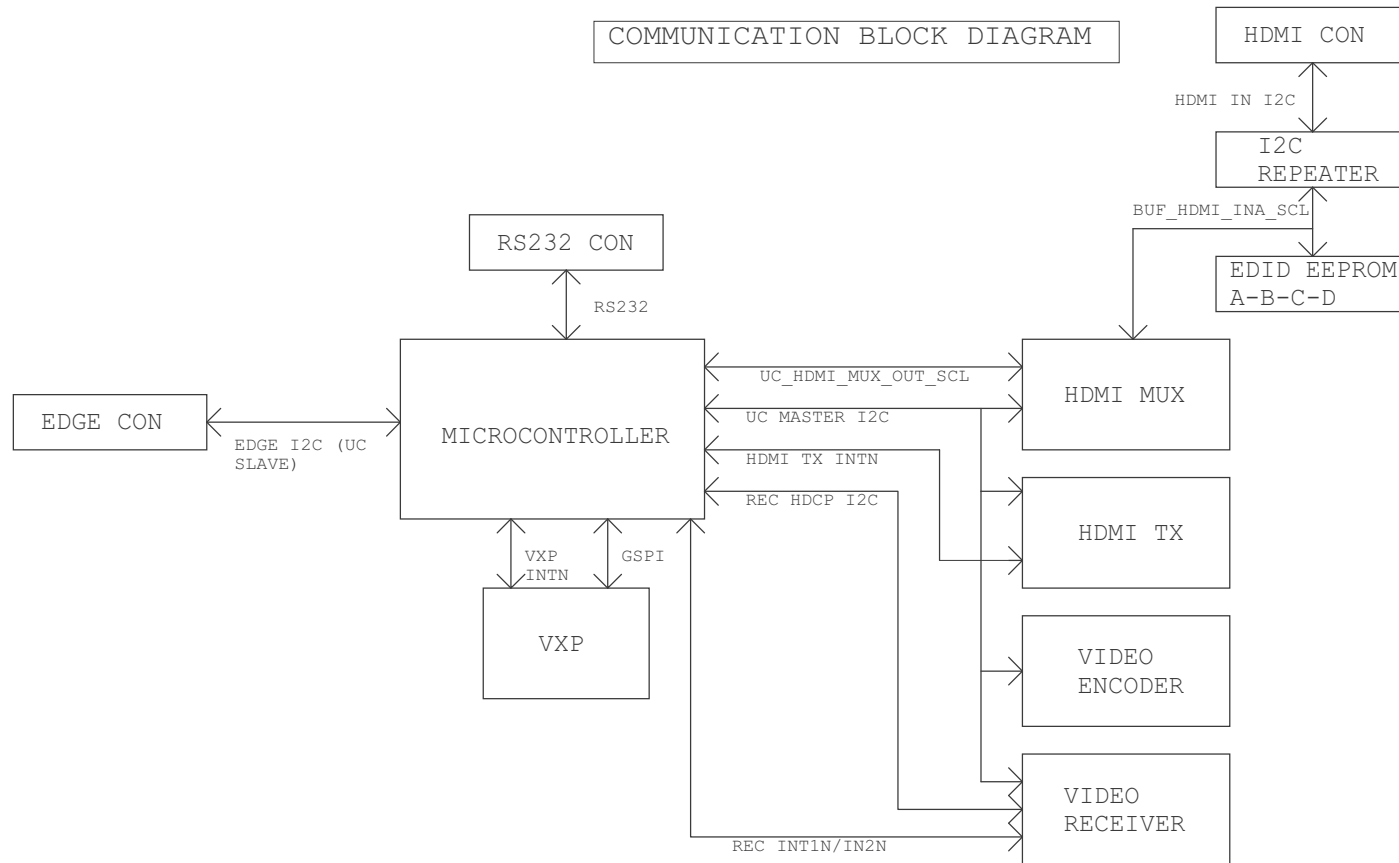 COMMUNICATION BLOCK DIAGRAM
HDMI CON
HDMI IN I2C
I2C
REPEATER
BUF_HDMI_INA_SCL
RS232 CON
EDID EEPROM
A-B-C-D
RS232
UC_HDMI_MUX_OUT_SCL
HDMI MUX
EDGE CON
UC MASTER I2C
MICROCONTROLLER
EDGE I2C (UC
SLAVE)
HDMI TX INTN
REC HDCP I2C
HDMI TX
VXP
INTN
GSPI
VXP
VIDEO
ENCODER
VIDEO
RECEIVER
REC INT1N/IN2N